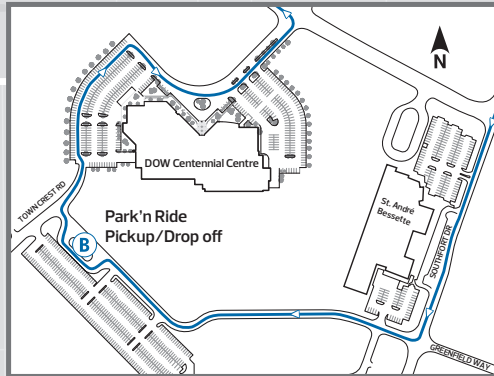 N
DOW Centennial Centre
TOWN CREST RD
Park'n Ride
Pickup/Drop off
B
St. André
Bessette
SOUTHFORT DR
GREENFIELD WAY